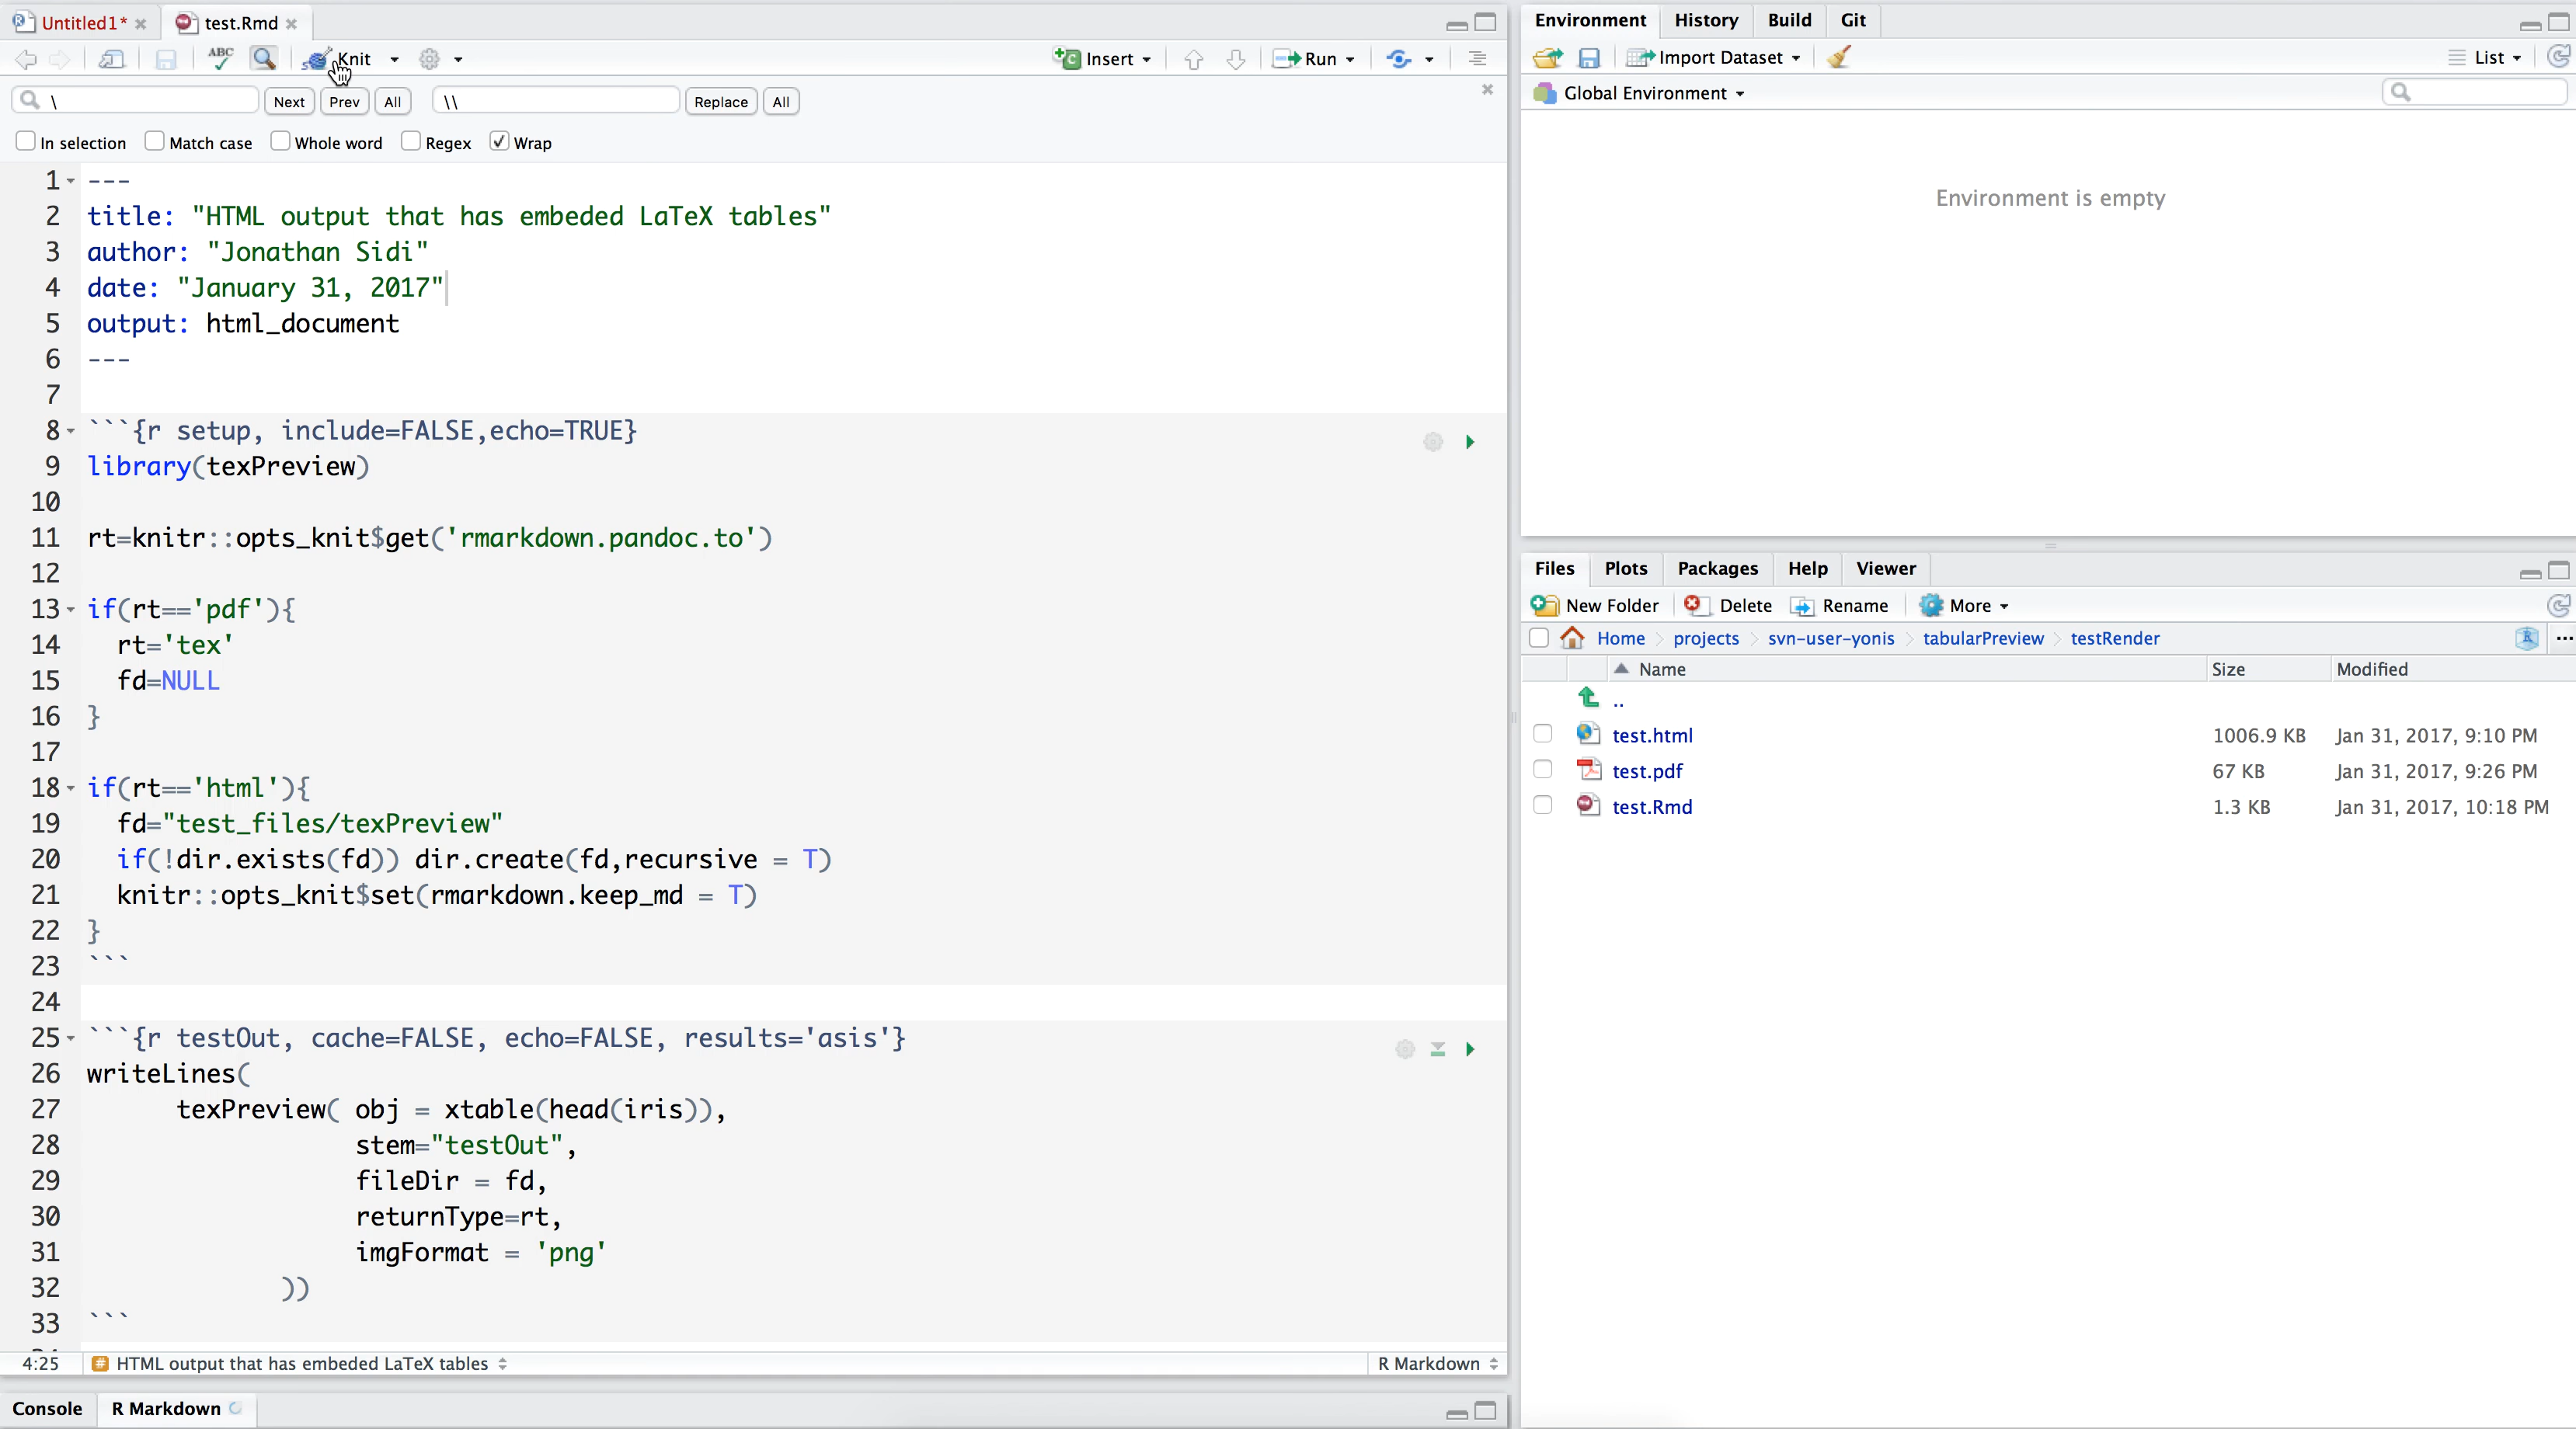 Untitled1* test.Rmd
ABC Knit Insert Run
\ Next Prev All \\ Replace All
In selection Match case Whole word Regex Wrap
1 ---
2 title: "HTML output that has embeded LaTeX tables"
3 author: "Jonathan Sidi"
4 date: "January 31, 2017"
5 output: html_document
6 ---
7
8 ```{r setup, include=FALSE,echo=TRUE}
9 library(texPreview)
10
11 rt=knitr::opts_knit$get('rmarkdown.pandoc.to')
12
13 if(rt=='pdf'){
14 rt='tex'
15 fd=NULL
16 }
17
18 if(rt=='html'){
19 fd="test_files/texPreview"
20 if(!dir.exists(fd)) dir.create(fd,recursive = T)
21 knitr::opts_knit$set(rmarkdown.keep_md = T)
22 }
23 ```
24
25 ```{r testOut, cache=FALSE, echo=FALSE, results='asis'}
26 writeLines(
27 texPreview( obj = xtable(head(iris)),
28 stem="testOut",
29 fileDir = fd,
30 returnType=rt,
31 imgFormat = 'png'
32 ))
33 ```
4:25 # HTML output that has embeded LaTeX tables R Markdown
Console R Markdown
Environment History Build Git
Import Dataset List
Global Environment
Environment is empty
Files Plots Packages Help Viewer
New Folder Delete Rename More
Home projects svn-user-yonis tabularPreview testRender R ...
Name Size Modified
..
test.html 1006.9 KB Jan 31, 2017, 9:10 PM
test.pdf 67 KB Jan 31, 2017, 9:26 PM
test.Rmd 1.3 KB Jan 31, 2017, 10:18 PM